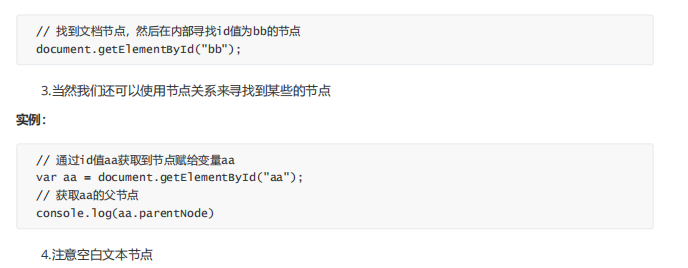 // 找到文档节点，然后在内部寻找id值为bb的节点
document.getElementById("bb");
3.当然我们还可以使用节点关系来寻找到某些的节点
实例：
// 通过id值aa获取到节点赋给变量aa
var aa = document.getElementById("aa");
// 获取aa的父节点
console.log(aa.parentNode)
4.注意空白文本节点